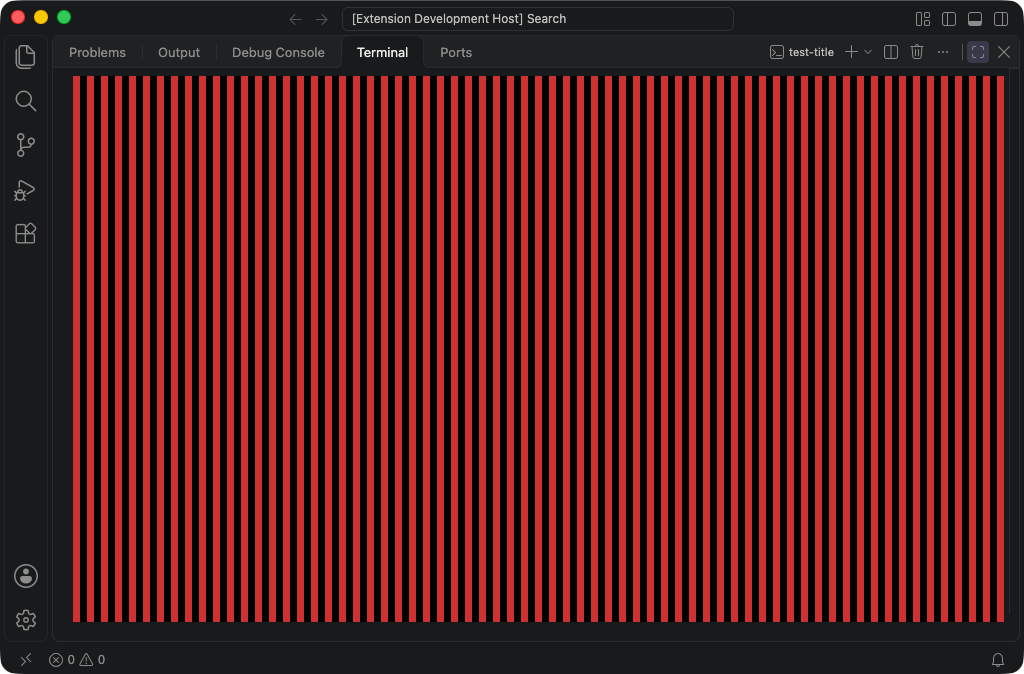 [Extension Development Host] Search
Problems Output Debug Console Terminal Ports test-title
0 0